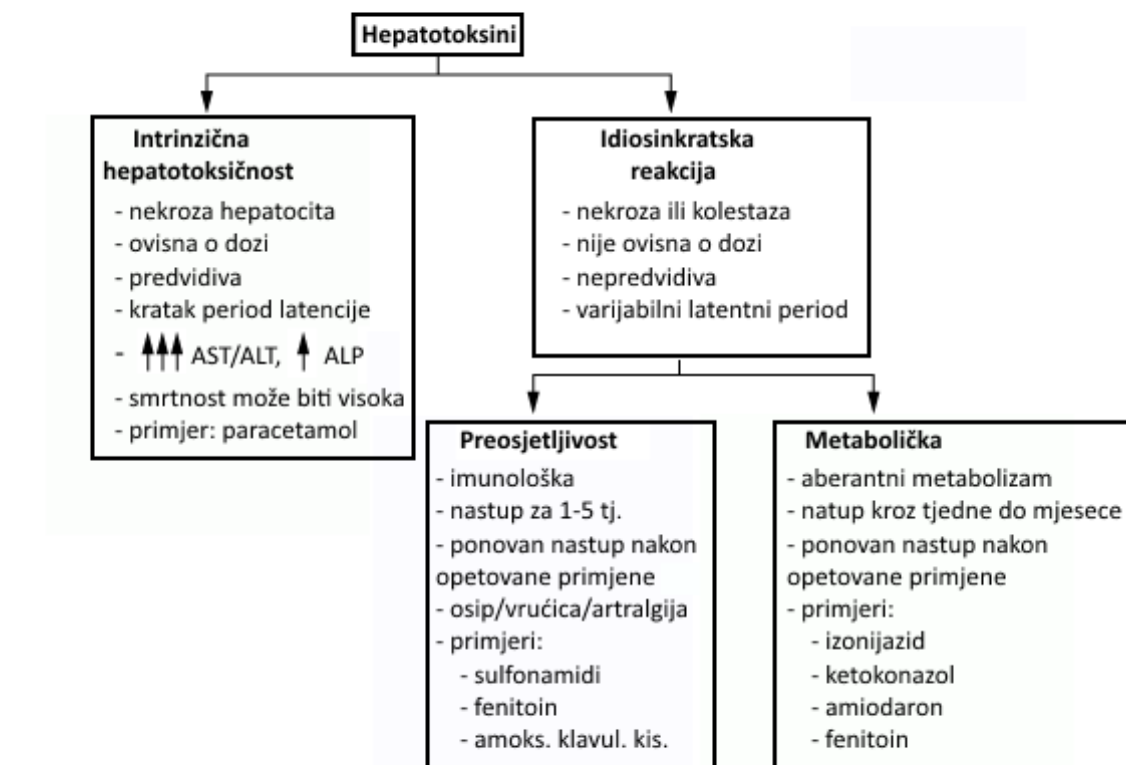 Hepatotoksini
Intrinzična
hepatotoksičnost
- nekroza hepatocita
- ovisna o dozi
- predvidiva
- kratak period latencije
- AST/ALT, ALP
- smrtnost može biti visoka
- primjer: paracetamol
Idiosinkratska
reakcija
- nekroza ili kolestaza
- nije ovisna o dozi
- nepredvidiva
- varijabilni latentni period
Preosjetljivost
- imunološka
- nastup za 1-5 tj.
- ponovan nastup nakon
opetovane primjene
- osip/vrućica/artralgija
- primjeri:
- sulfonamidi
- fenitoin
- amoks. klavul. kis.
Metabolička
- aberantni metabolizam
- natup kroz tjedne do mjesece
- ponovan nastup nakon
opetovane primjene
- primjeri:
- izonijazid
- ketokonazol
- amiodaron
- fenitoin